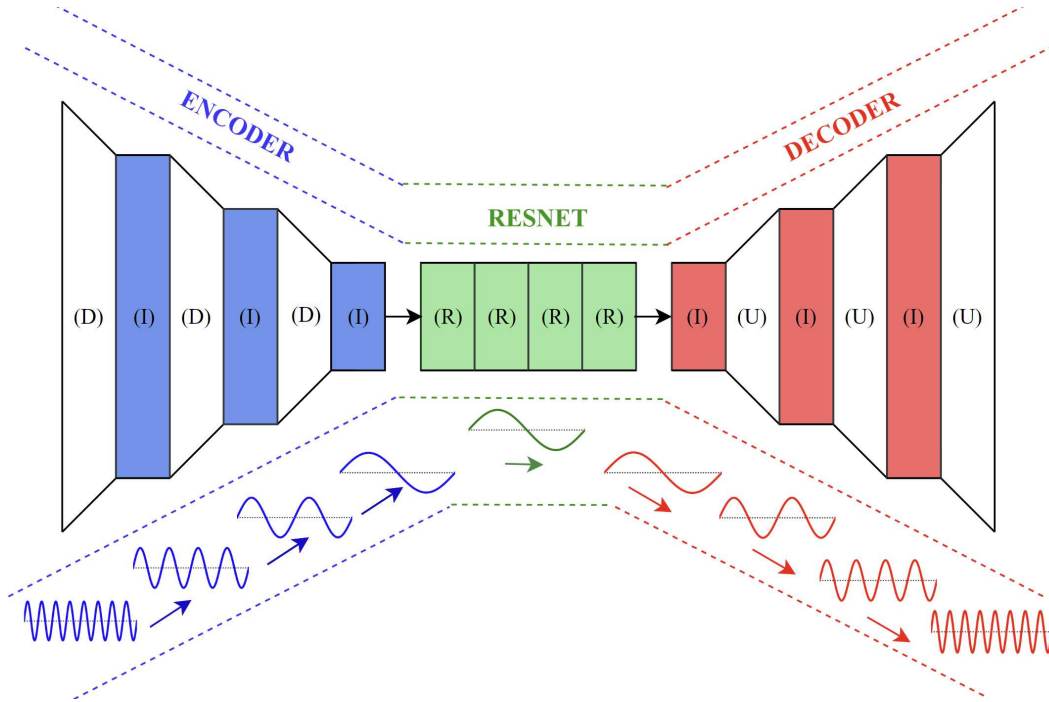 ENCODER
DECODER
RESNET
(D) (I) (D) (I) (D) (I) (R) (R) (R) (R) (I) (U) (I) (U) (I) (U)